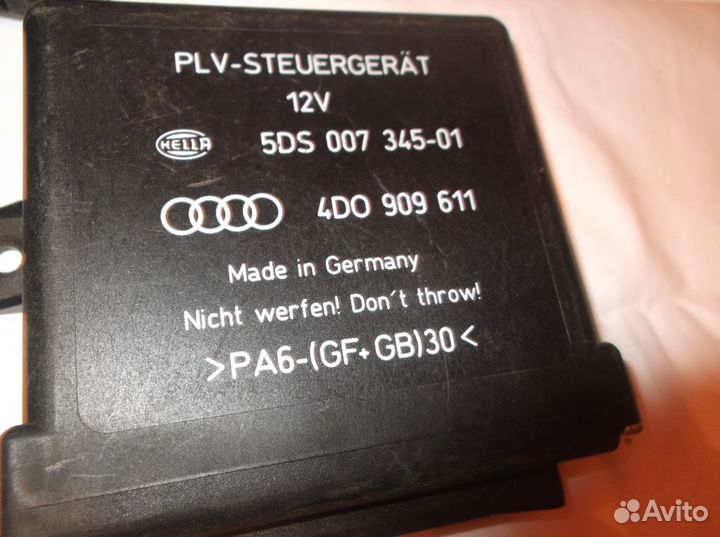 PLV-STEUERGERÄT
12V
HELLA 5DS 007 345-01
4D0 909 611
Made in Germany
Nicht werfen! Don´t throw!
>PA6-(GF+GB)30<
Avito